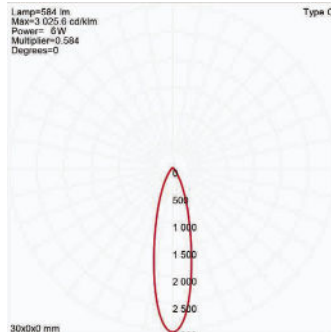 Lamp=584 lm
Max=3 025.6 cd/klm
Power= 6W
Multiplier=0.584
Degrees=0
Type C
0
500
1 000
1 500
2 000
2 500
30x0x0 mm